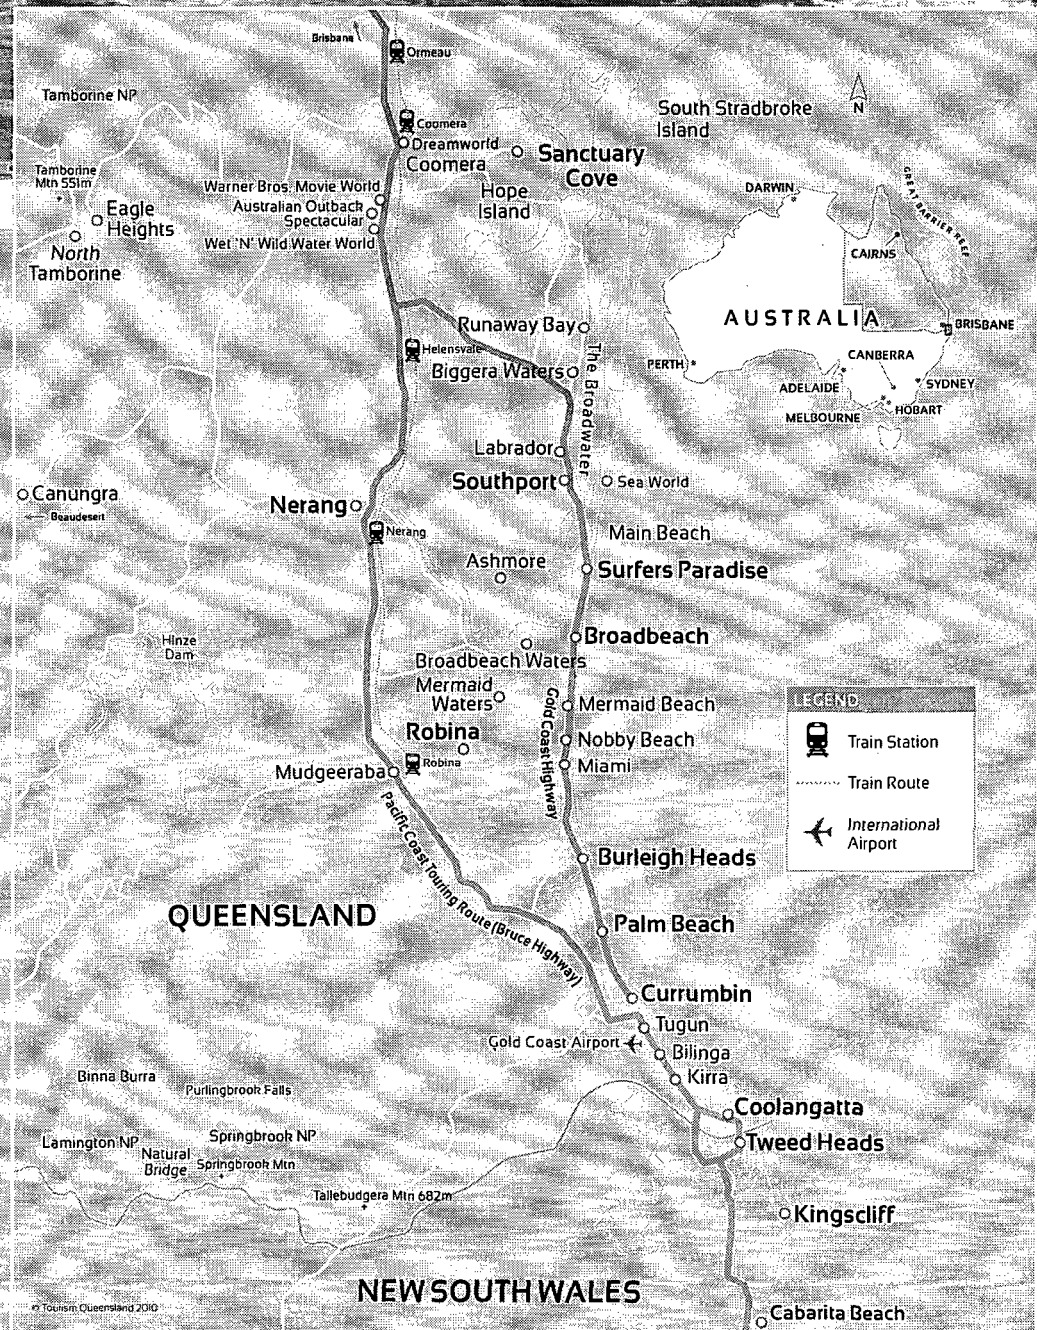 Brisbane
Ormeau
Tamborine NP
South Stradbroke
Island
N
Coomera
Dreamworld
Coomera
Sanctuary
Cove
Tamborine
Mtn 551m
Warner Bros. Movie World
Australian Outback
Spectacular
Wet 'N' Wild Water World
Hope
Island
Eagle
Heights
North
Tamborine
DARWIN
GREAT BARRIER REEF
CAIRNS
AUSTRALIA
BRISBANE
PERTH
CANBERRA
ADELAIDE
SYDNEY
MELBOURNE
HOBART
Runaway Bay
The Broadwater
Helensvale
Biggera Waters
Labrador
Southport
Sea World
Canungra
Beaudesert
Nerang
Nerang
Main Beach
Ashmore
Surfers Paradise
Hinze
Dam
Broadbeach
Broadbeach Waters
Mermaid
Waters
Mermaid Beach
Gold Coast Highway
Robina
Nobby Beach
Robina
Mudgeeraba
Miami
LEGEND
Train Station
Train Route
International
Airport
Pacific Coast Touring Route (Bruce Highway)
Burleigh Heads
QUEENSLAND
Palm Beach
Currumbin
Tugun
Gold Coast Airport
Bilinga
Kirra
Binna Burra
Purlingbrook Falls
Coolangatta
Lamington NP
Springbrook NP
Tweed Heads
Natural
Bridge
Springbrook Mtn
Tallebudgera Mtn 682m
Kingscliff
NEW SOUTH WALES
© Tourism Queensland 2010
Cabarita Beach